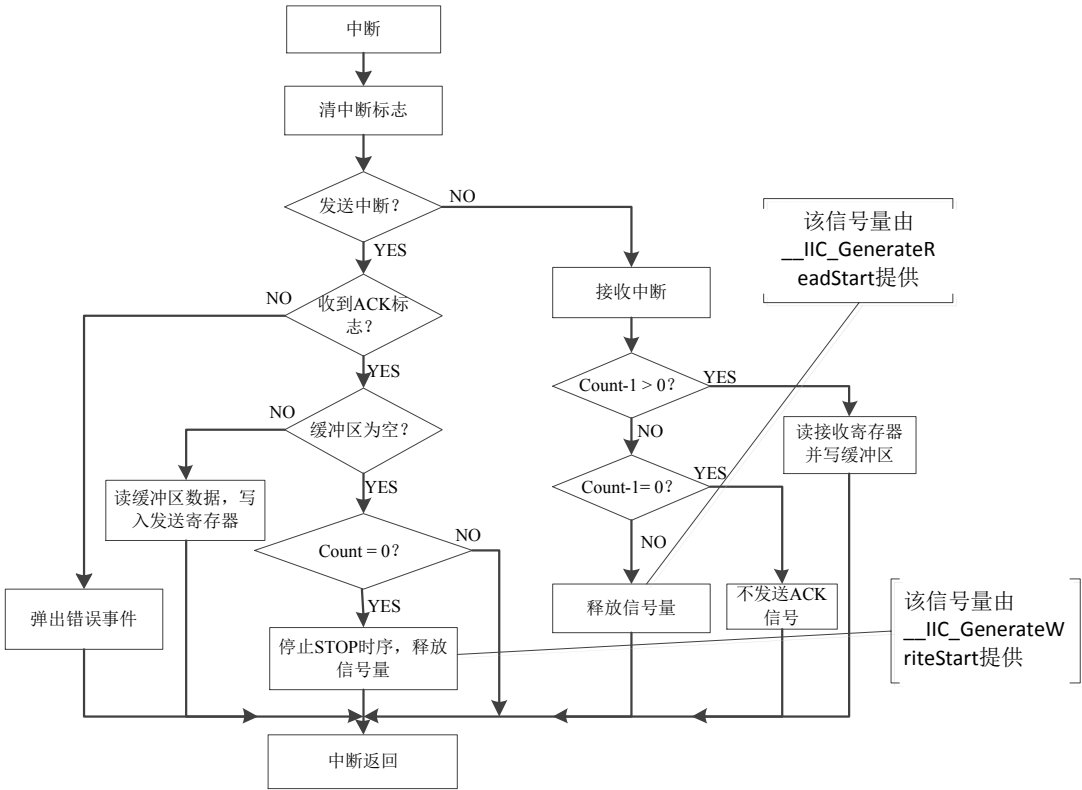 中断
清中断标志
发送中断？
NO
YES
该信号量由
__IIC_GenerateR
eadStart提供
接收中断
NO
收到ACK标
志？
YES
Count-1 > 0？
YES
NO
NO
缓冲区为空？
YES
读接收寄存器
并写缓冲区
Count-1= 0？
YES
NO
读缓冲区数据，写
入发送寄存器
Count = 0？
NO
YES
弹出错误事件
释放信号量
不发送ACK
信号
该信号量由
__IIC_GenerateW
riteStart提供
停止STOP时序，释放
信号量
中断返回